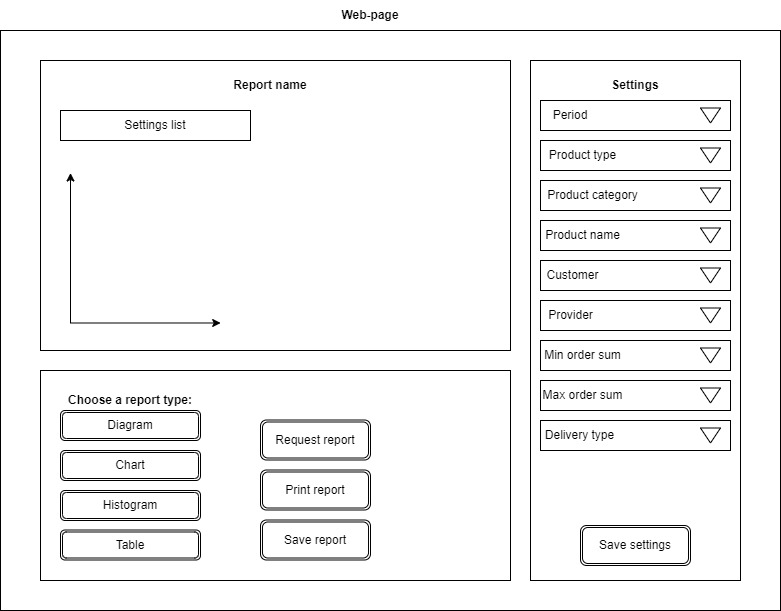 Web-page
Report name
Settings list
Choose a report type:
Diagram
Chart
Histogram
Table
Request report
Print report
Save report
Settings
Period
Product type
Product category
Product name
Customer
Provider
Min order sum
Max order sum
Delivery type
Save settings